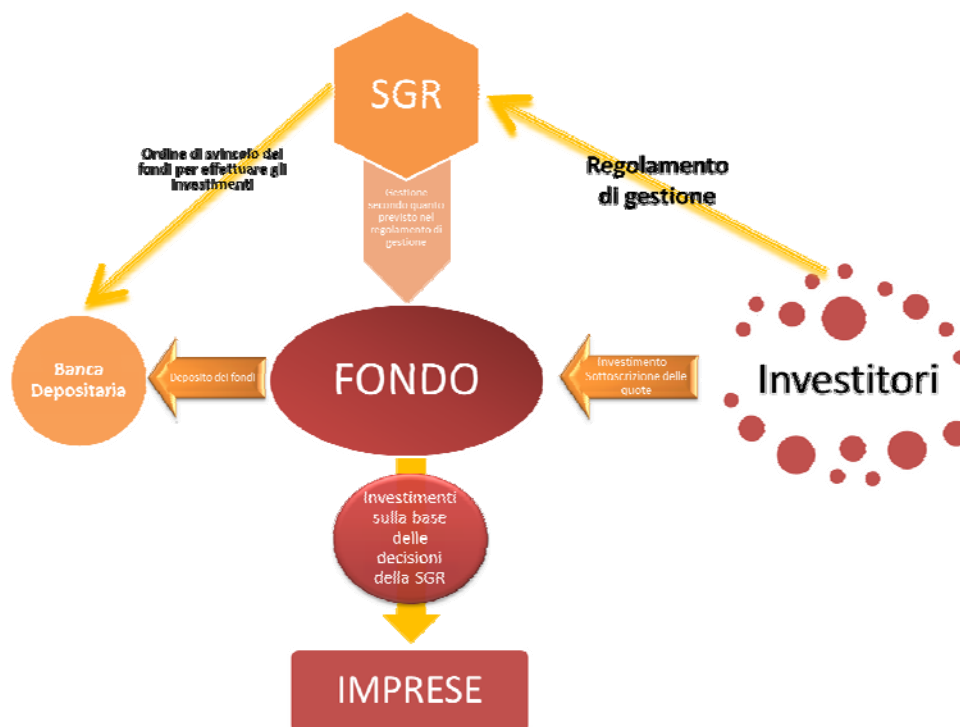 SGR
Ordine di svincolo dei
fondi per effettuare gli
investimenti
Regolamento
di gestione
Gestione
secondo quanto
previsto nel
regolamento di
gestione
Banca
Depositaria
Deposito dei fondi
FONDO
Investimento
Sottoscrizione delle
quote
Investitori
Investimenti
sulla base
delle
decisioni
della SGR
IMPRESE